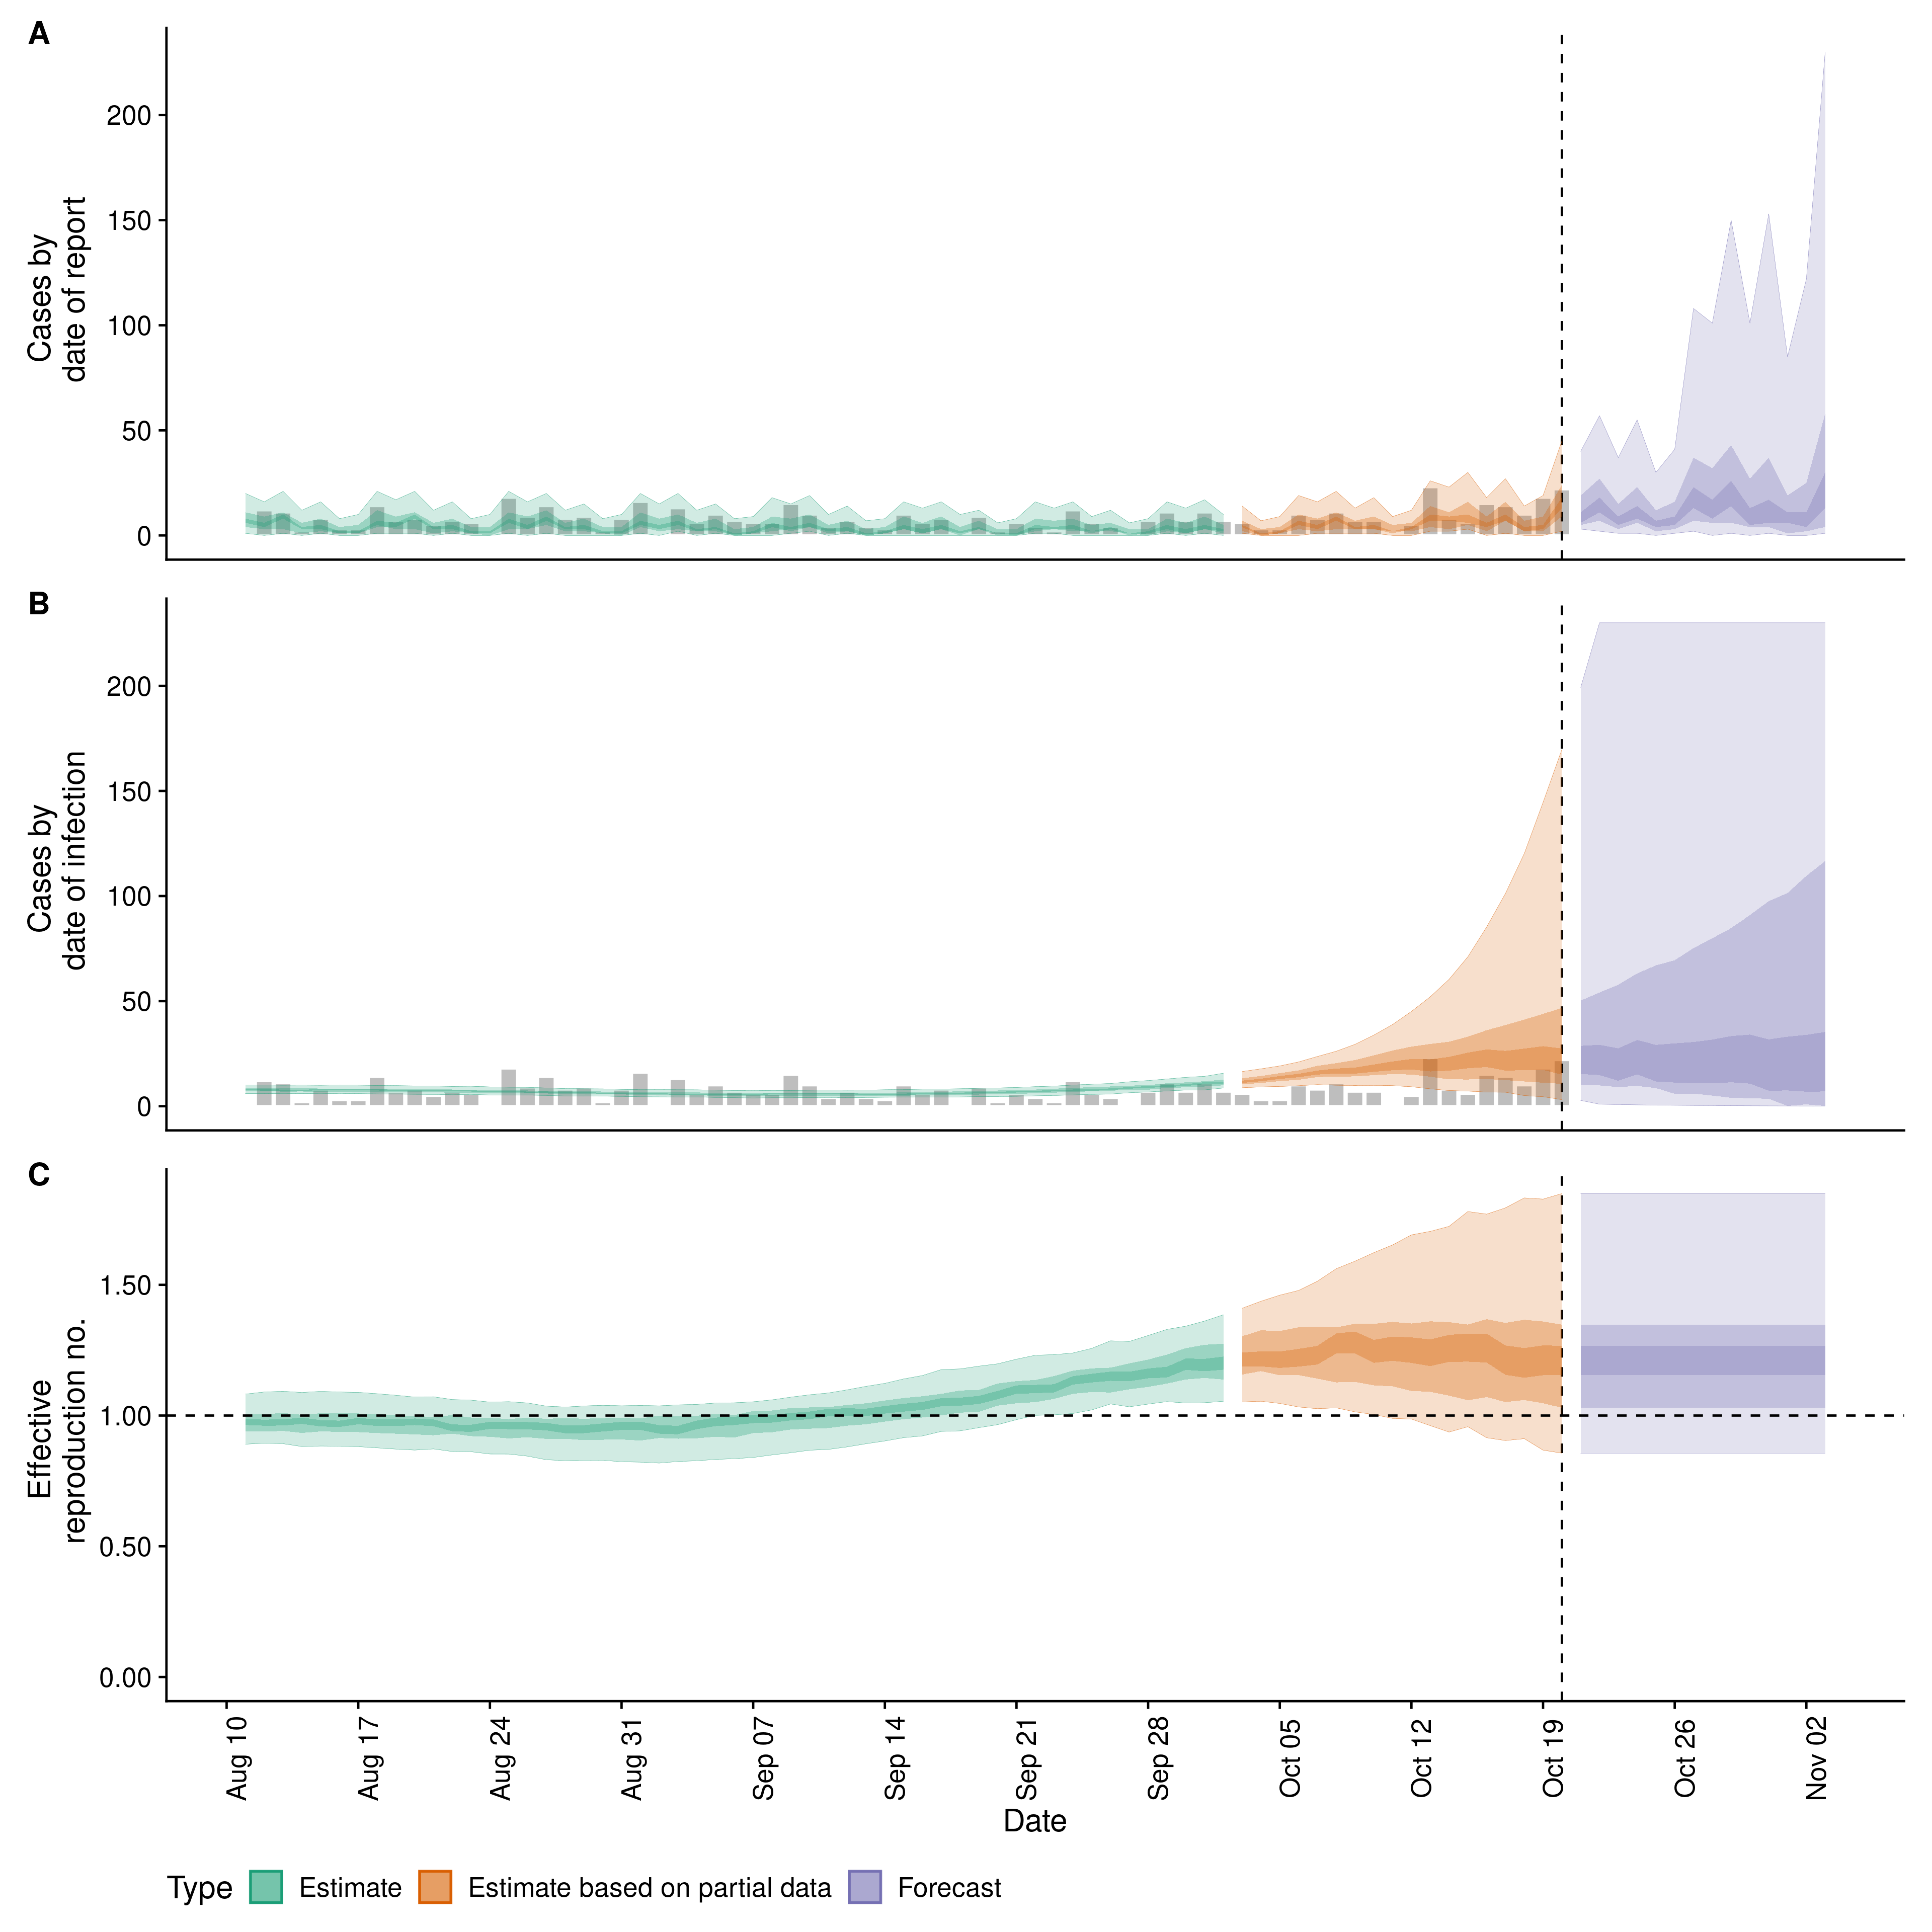 A
Cases by
date of report
200
150
100
50
0
B
Cases by
date of infection
200
150
100
50
0
C
Effective
reproduction no.
1.50
1.00
0.50
0.00
Aug 10
Aug 17
Aug 24
Aug 31
Sep 07
Sep 14
Sep 21
Sep 28
Oct 05
Oct 12
Oct 19
Oct 26
Nov 02
Date
Type Estimate Estimate based on partial data Forecast